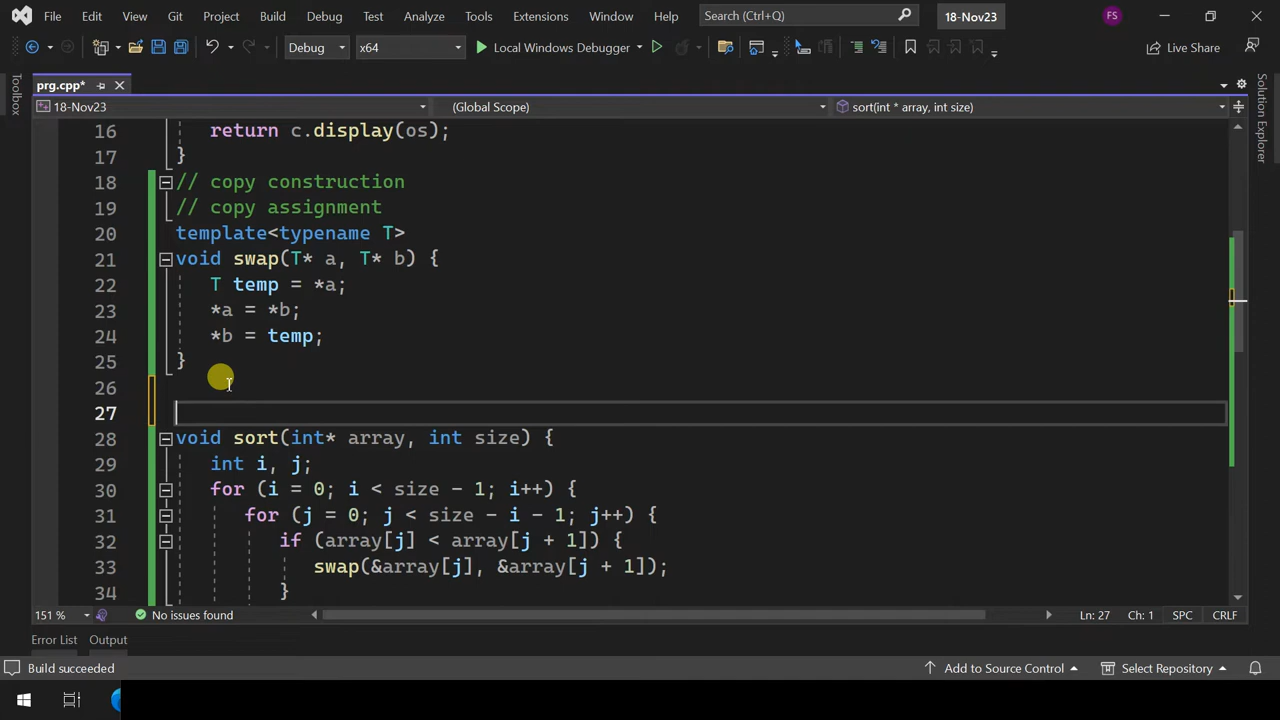 File Edit View Git Project Build Debug Test Analyze Tools Extensions Window Help Search (Ctrl+Q) 18-Nov23 FS
Debug x64 Local Windows Debugger Live Share
Toolbox
prg.cpp*
Solution Explorer
18-Nov23 (Global Scope) sort(int * array, int size)
16 return c.display(os);
17 }
18 // copy construction
19 // copy assignment
20 template<typename T>
21 void swap(T* a, T* b) {
22 T temp = *a;
23 *a = *b;
24 *b = temp;
25 }
26
27
28 void sort(int* array, int size) {
29 int i, j;
30 for (i = 0; i < size - 1; i++) {
31 for (j = 0; j < size - i - 1; j++) {
32 if (array[j] < array[j + 1]) {
33 swap(&array[j], &array[j + 1]);
34 }
151 % No issues found Ln: 27 Ch: 1 SPC CRLF
Error List Output
Build succeeded Add to Source Control Select Repository